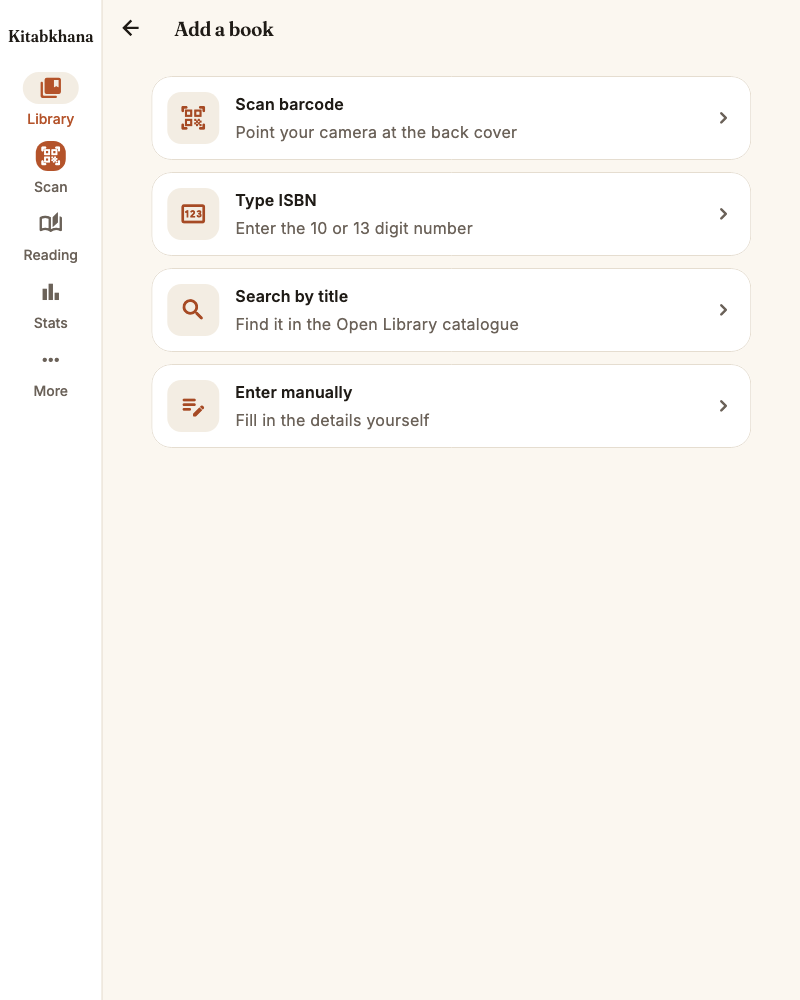 Kitabkhana
Library
Scan
Reading
Stats
More
Add a book
Scan barcode
Point your camera at the back cover
Type ISBN
Enter the 10 or 13 digit number
123
Search by title
Find it in the Open Library catalogue
Enter manually
Fill in the details yourself